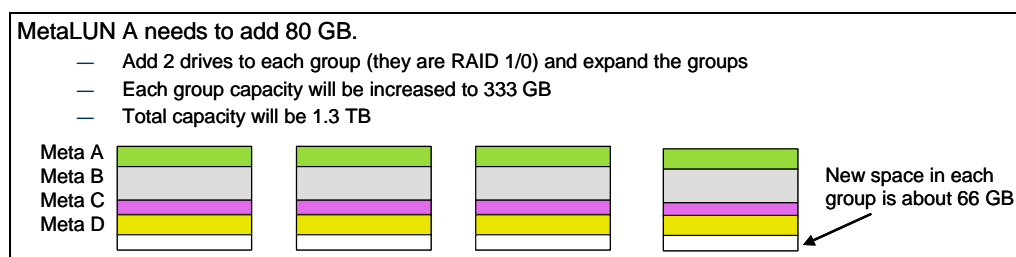 MetaLUN A needs to add 80 GB.
— Add 2 drives to each group (they are RAID 1/0) and expand the groups
— Each group capacity will be increased to 333 GB
— Total capacity will be 1.3 TB
Meta A
Meta B
Meta C
Meta D
New space in each
group is about 66 GB